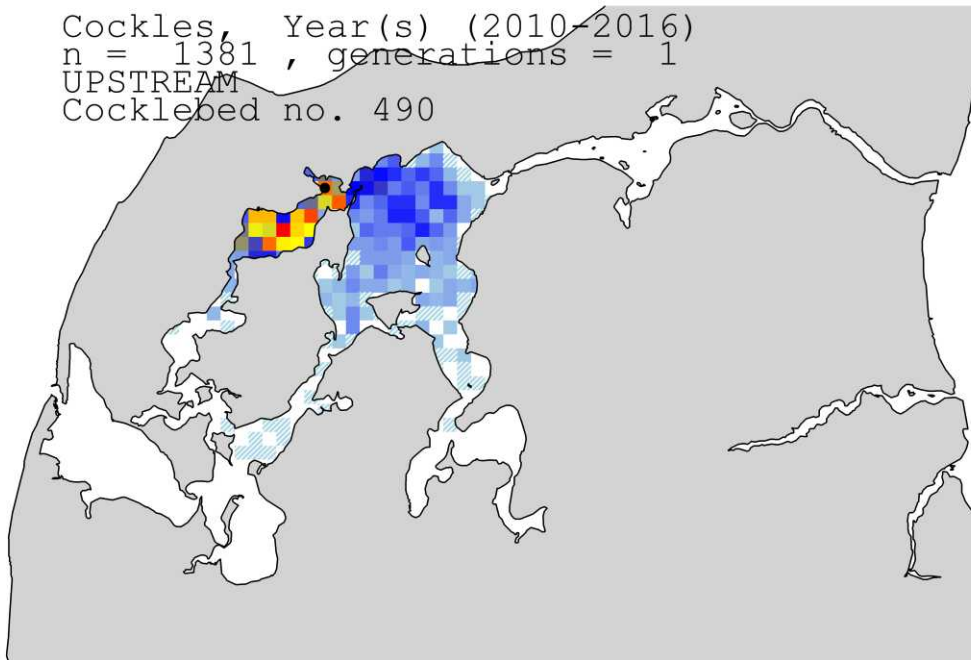 Cockles, Year(s) (2010-2016)
n = 1381 , generations = 1
UPSTREAM
Cocklebed no. 490